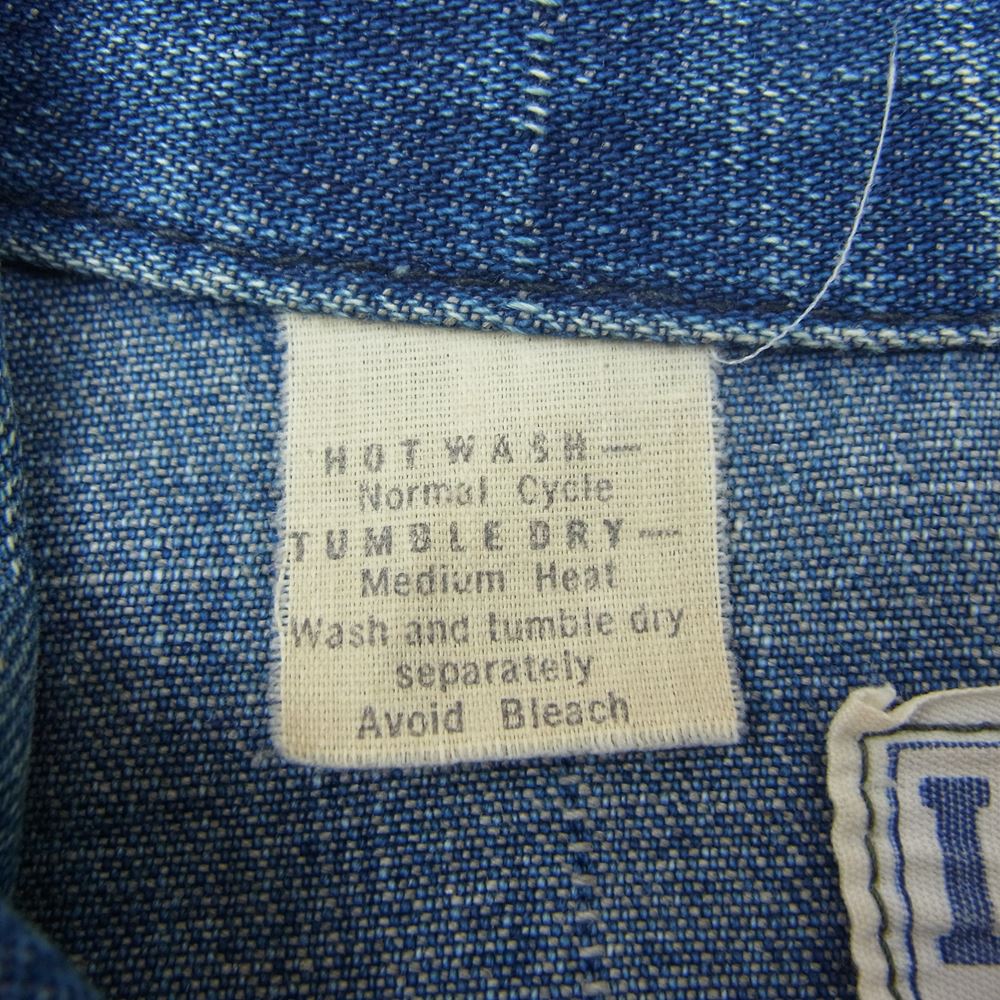 HOT WASH—
Normal Cycle
TUMBLE DRY—
Medium Heat
Wash and tumble dry
separately
Avoid Bleach